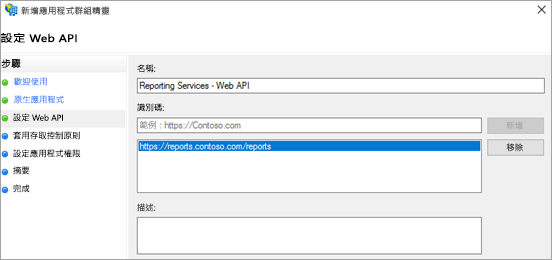 新增應用程式群組精靈
設定 Web API
步驟
歡迎使用
原生應用程式
設定 Web API
套用存取控制原則
設定應用程式權限
摘要
完成
名稱:
Reporting Services - Web API
識別碼:
範例：https://Contoso.com
新增
https://reports.contoso.com/reports
移除
描述: